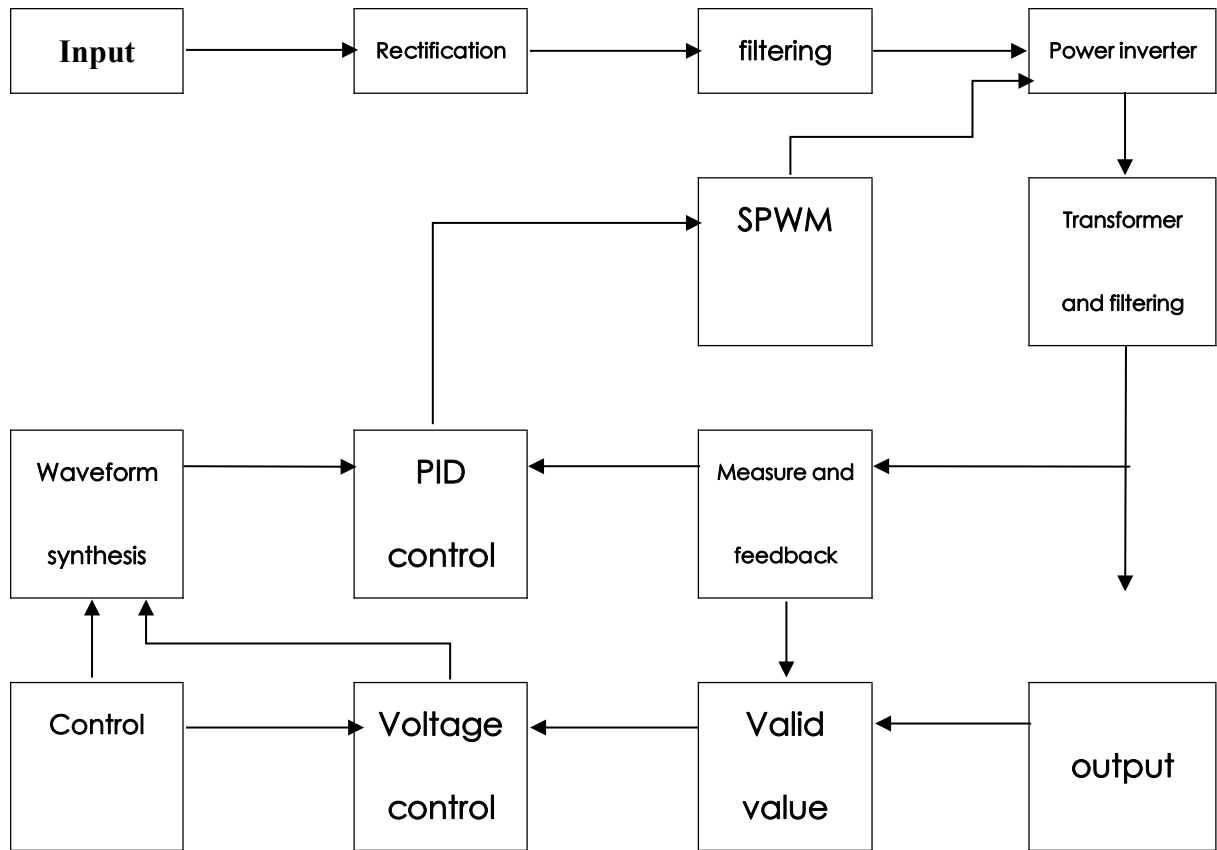 Input
Rectification
filtering
Power inverter
SPWM
Transformer
and filtering
Waveform
synthesis
PID
control
Measure and
feedback
Control
Voltage
control
Valid
value
output